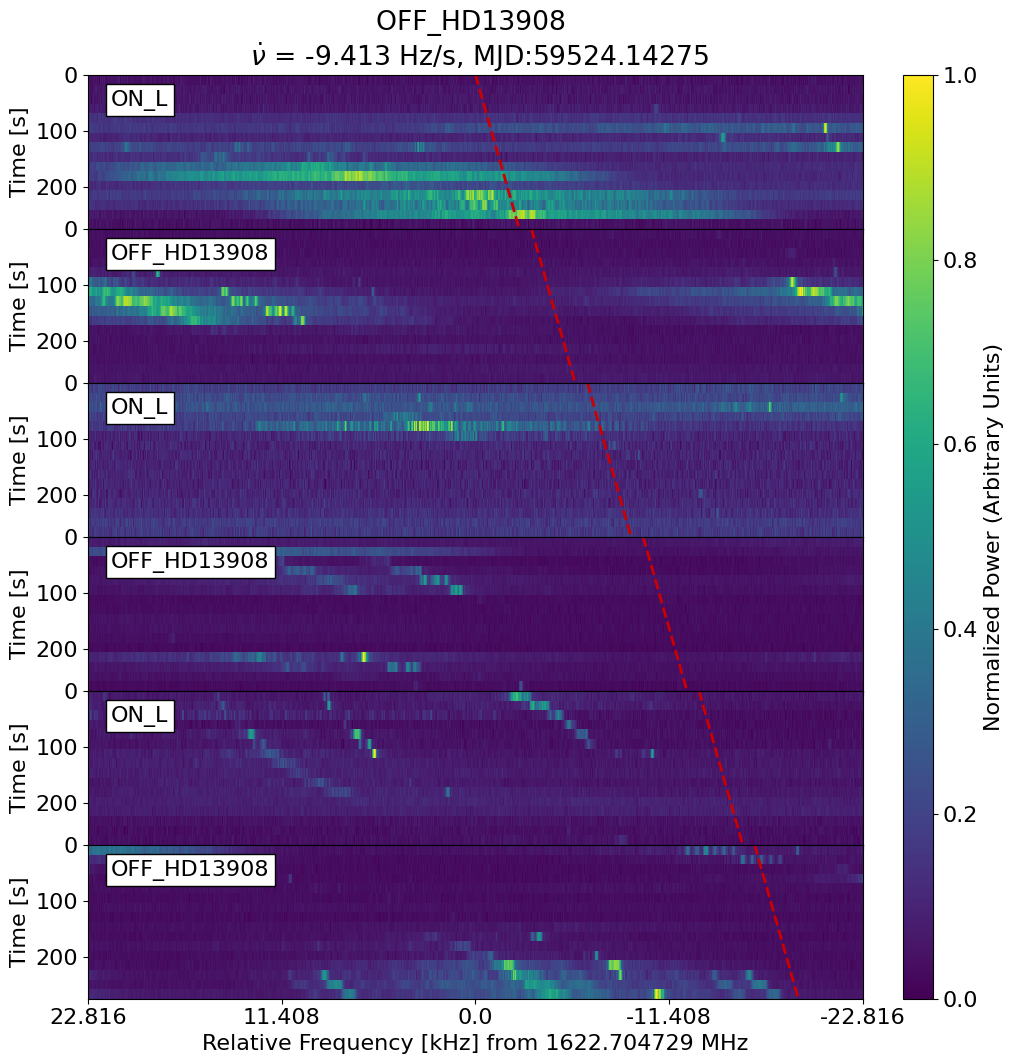 OFF_HD13908
ν̇ = -9.413 Hz/s, MJD:59524.14275
0
ON_L
100
Time [s]
200
0
OFF_HD13908
100
Time [s]
200
0
ON_L
100
Time [s]
200
0
OFF_HD13908
100
Time [s]
200
0
ON_L
100
Time [s]
200
0
OFF_HD13908
100
Time [s]
200
22.816 11.408 0.0 -11.408 -22.816
Relative Frequency [kHz] from 1622.704729 MHz
1.0
0.8
0.6
0.4
0.2
0.0
Normalized Power (Arbitrary Units)